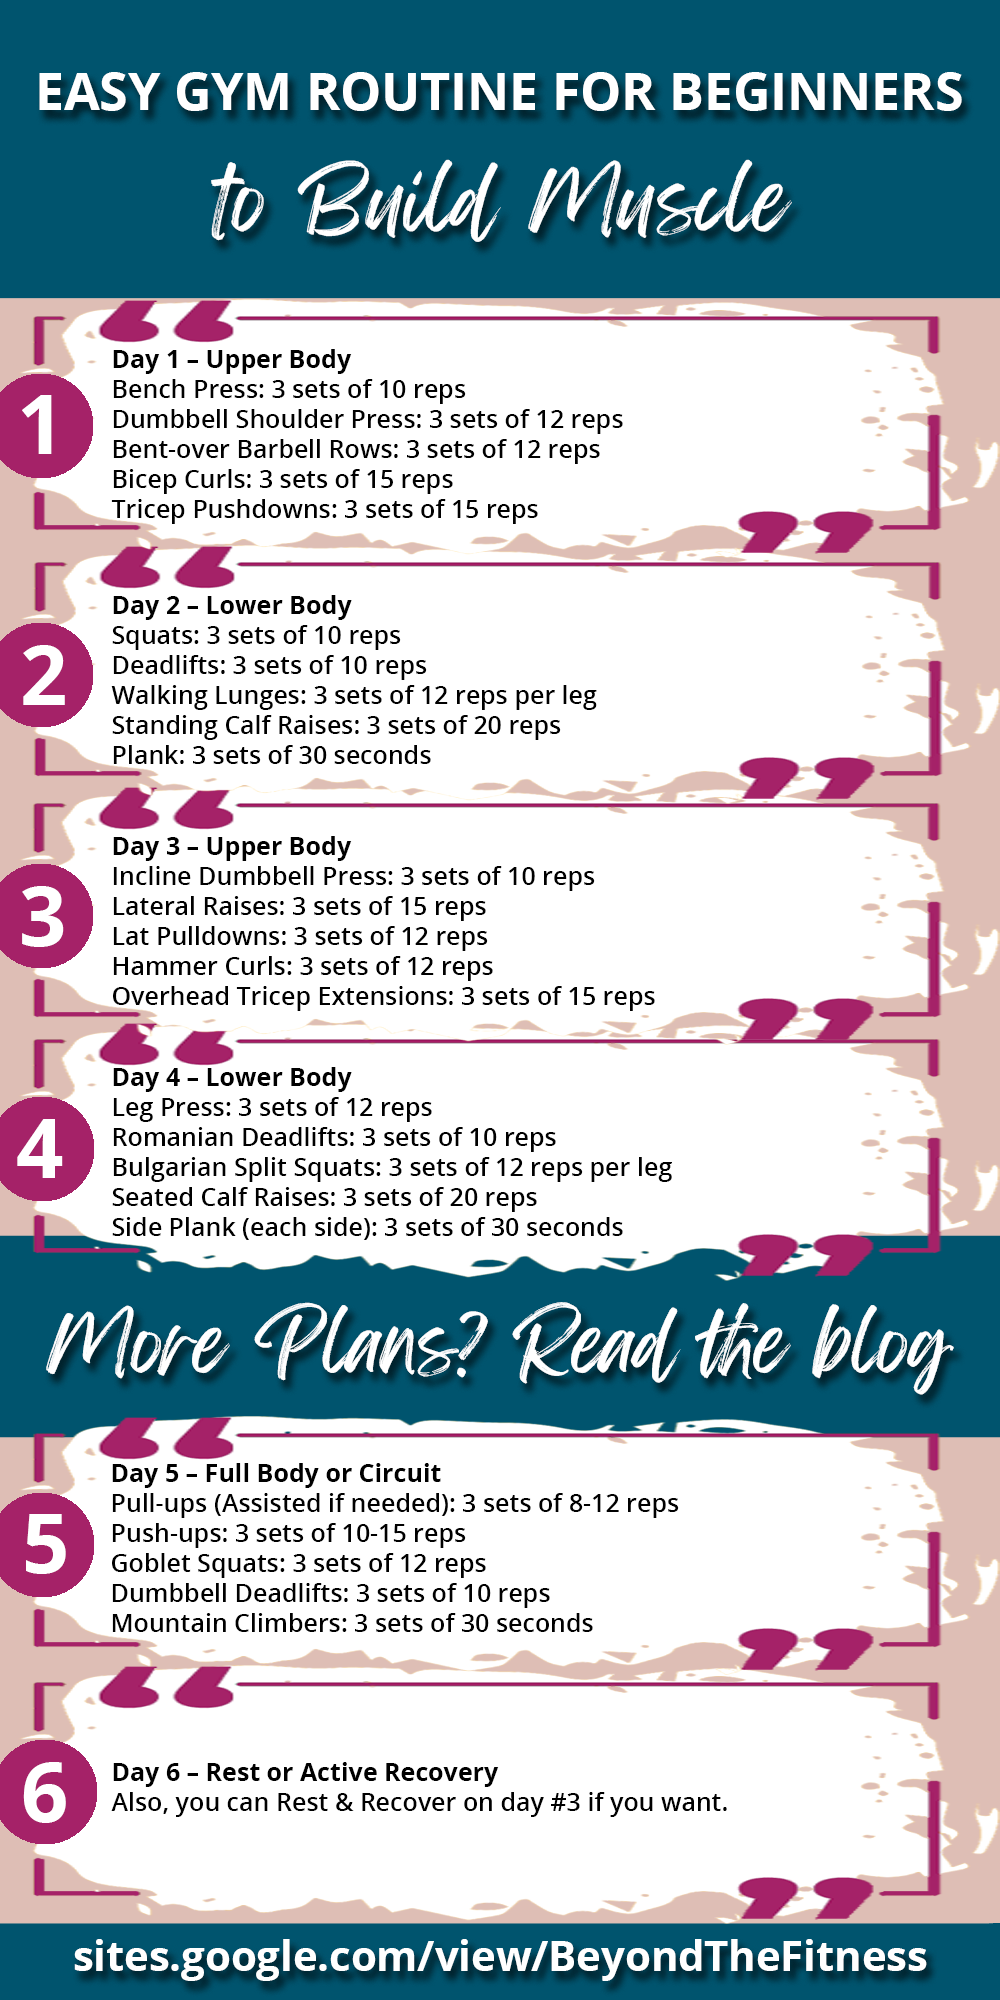 EASY GYM ROUTINE FOR BEGINNERS
to Build Muscle
1
Day 1 – Upper Body
Bench Press: 3 sets of 10 reps
Dumbbell Shoulder Press: 3 sets of 12 reps
Bent-over Barbell Rows: 3 sets of 12 reps
Bicep Curls: 3 sets of 15 reps
Tricep Pushdowns: 3 sets of 15 reps
2
Day 2 – Lower Body
Squats: 3 sets of 10 reps
Deadlifts: 3 sets of 10 reps
Walking Lunges: 3 sets of 12 reps per leg
Standing Calf Raises: 3 sets of 20 reps
Plank: 3 sets of 30 seconds
3
Day 3 – Upper Body
Incline Dumbbell Press: 3 sets of 10 reps
Lateral Raises: 3 sets of 15 reps
Lat Pulldowns: 3 sets of 12 reps
Hammer Curls: 3 sets of 12 reps
Overhead Tricep Extensions: 3 sets of 15 reps
4
Day 4 – Lower Body
Leg Press: 3 sets of 12 reps
Romanian Deadlifts: 3 sets of 10 reps
Bulgarian Split Squats: 3 sets of 12 reps per leg
Seated Calf Raises: 3 sets of 20 reps
Side Plank (each side): 3 sets of 30 seconds
More Plans? Read the blog
5
Day 5 – Full Body or Circuit
Pull-ups (Assisted if needed): 3 sets of 8-12 reps
Push-ups: 3 sets of 10-15 reps
Goblet Squats: 3 sets of 12 reps
Dumbbell Deadlifts: 3 sets of 10 reps
Mountain Climbers: 3 sets of 30 seconds
6
Day 6 – Rest or Active Recovery
Also, you can Rest & Recover on day #3 if you want.
sites.google.com/view/BeyondTheFitness